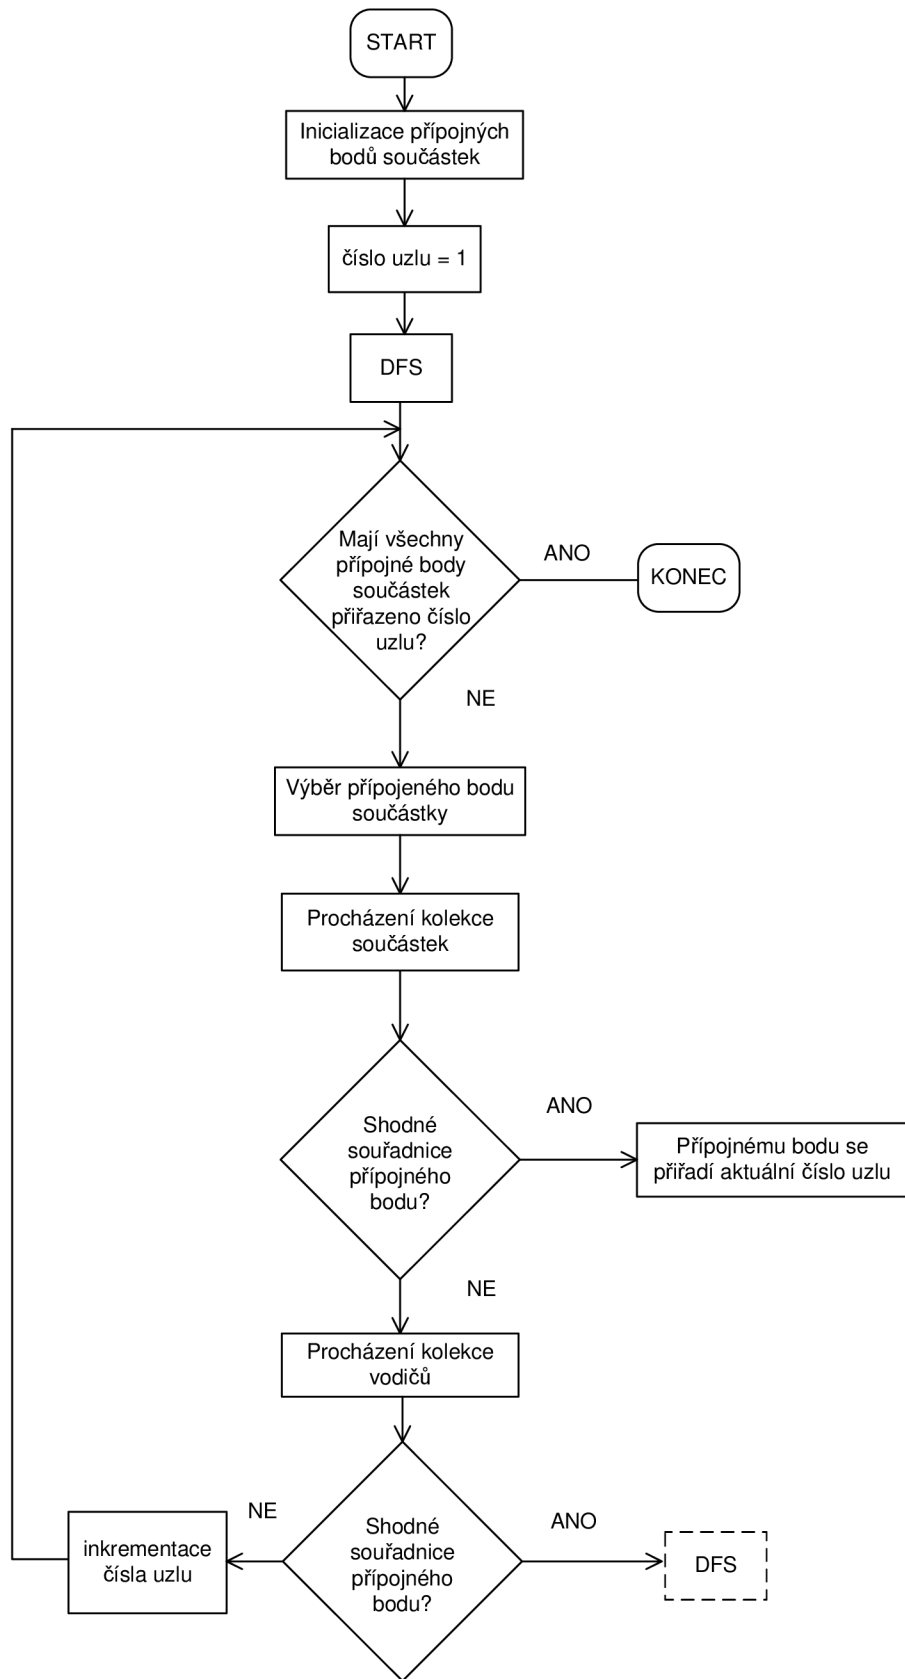 START
Inicializace přípojných
bodů součástek
číslo uzlu = 1
DFS
Mají všechny
přípojné body
součástek
přiřazeno číslo
uzlu?
ANO
KONEC
NE
Výběr přípojeného bodu
součástky
Procházení kolekce
součástek
Shodné
souřadnice
přípojného
bodu?
ANO
Přípojnému bodu se
přiřadí aktuální číslo uzlu
NE
Procházení kolekce
vodičů
Shodné
souřadnice
přípojného
bodu?
NE
inkrementace
čísla uzlu
ANO
DFS